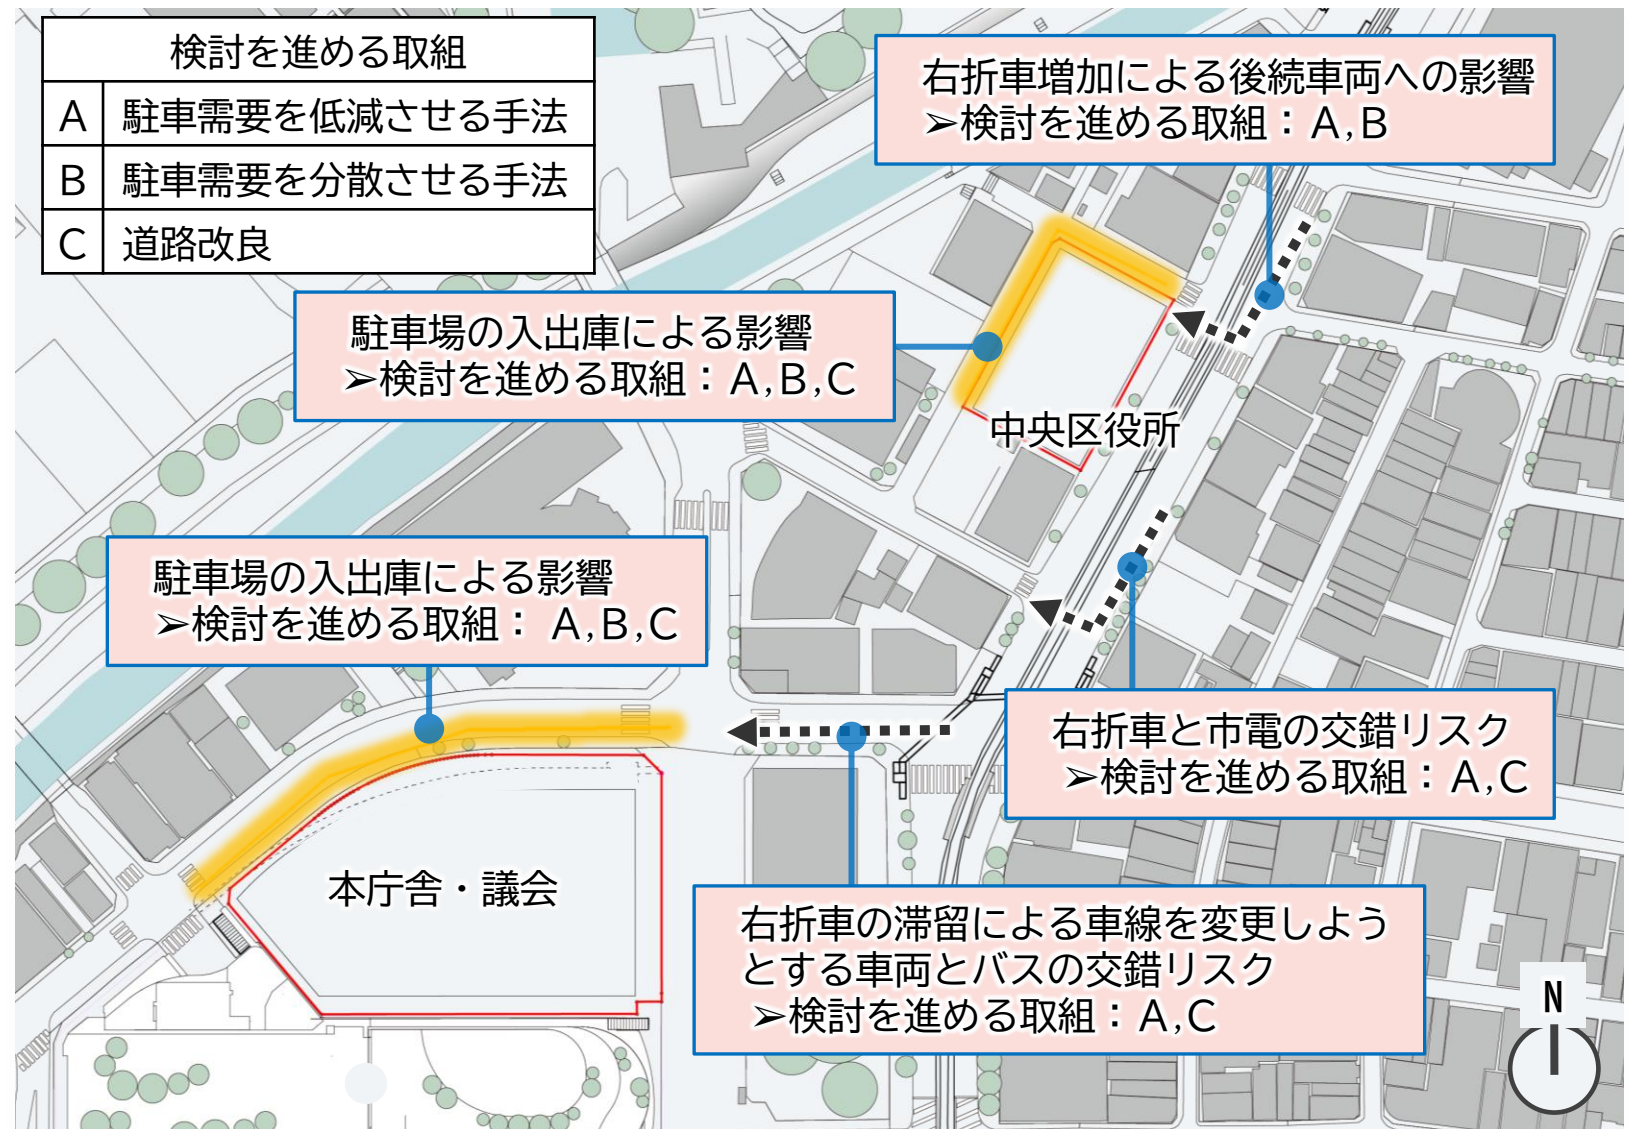 検討を進める取組
A 駐車需要を低減させる手法
B 駐車需要を分散させる手法
C 道路改良
右折車増加による後続車両への影響
➢検討を進める取組：A,B
駐車場の入出庫による影響
➢検討を進める取組：A,B,C
中央区役所
駐車場の入出庫による影響
➢検討を進める取組： A,B,C
右折車と市電の交錯リスク
➢検討を進める取組：A,C
本庁舎・議会
右折車の滞留による車線を変更しよう
とする車両とバスの交錯リスク
➢検討を進める取組：A,C
N